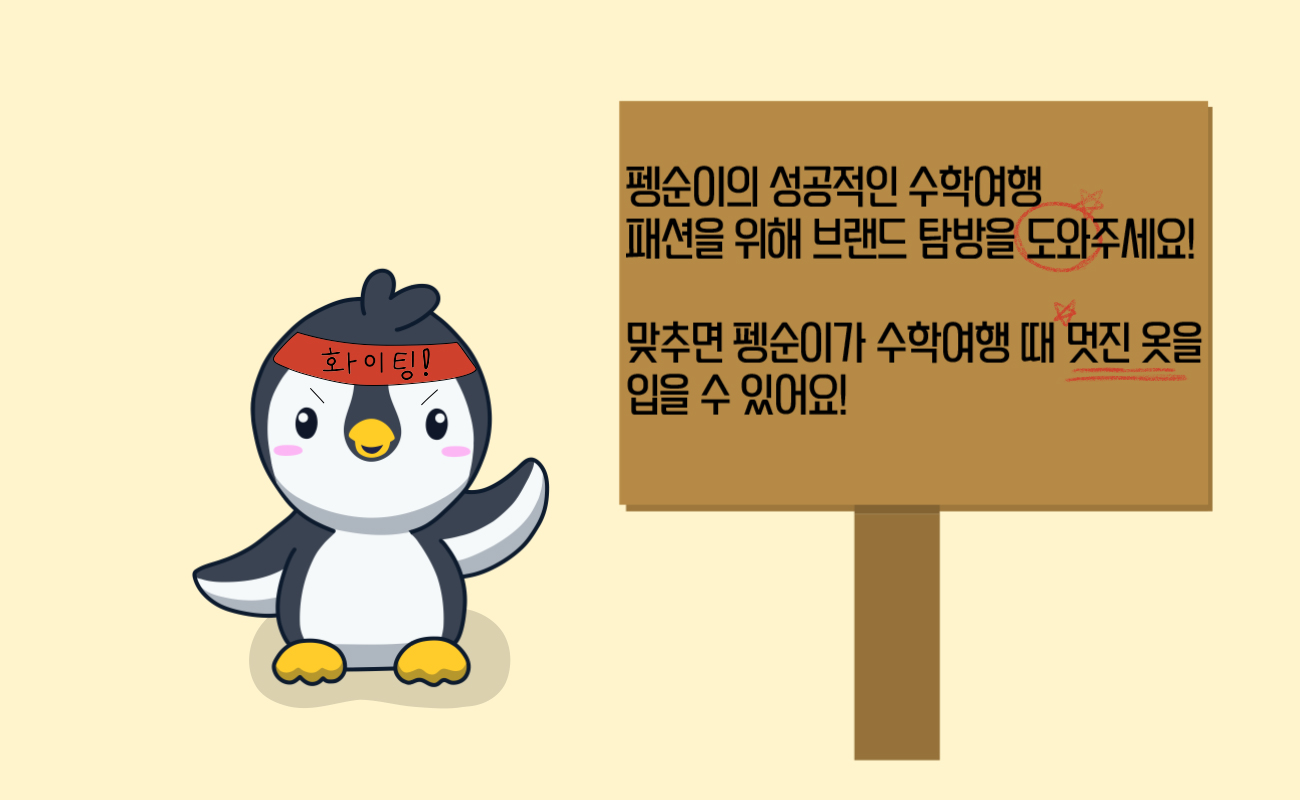 화이팅!
펭순이의 성공적인 수학여행
패션을 위해 브랜드 탐방을 도와주세요!
맞추면 펭순이가 수학여행 때 멋진 옷을
입을 수 있어요!